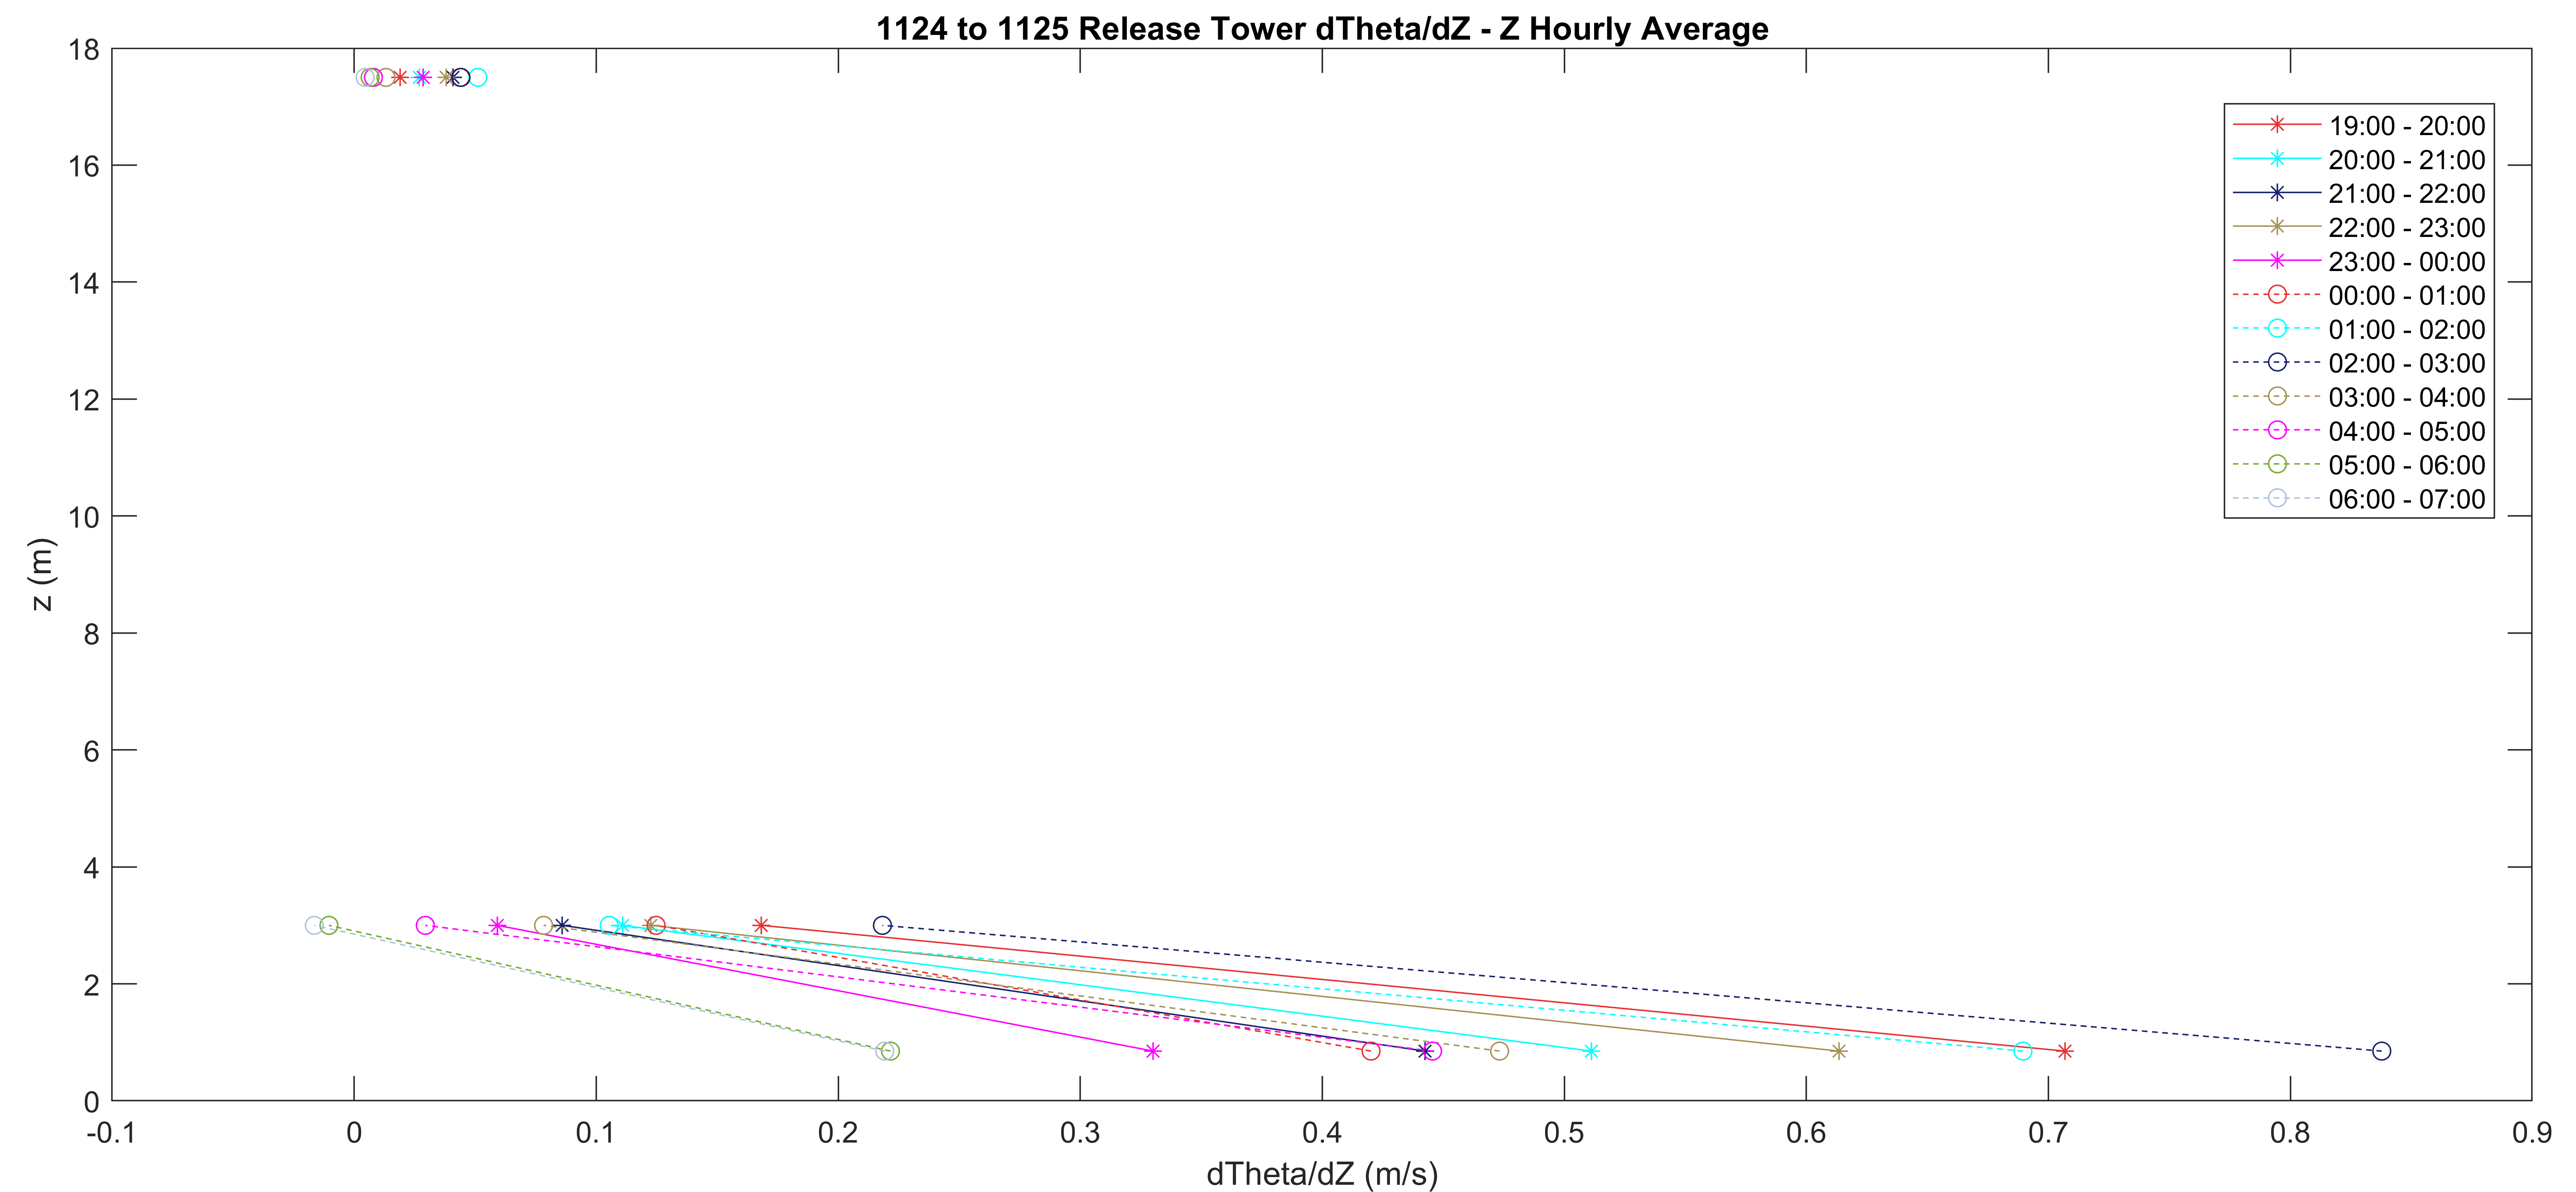 1124 to 1125 Release Tower dTheta/dZ - Z Hourly Average
18
16
14
12
10
8
6
4
2
0
z (m)
19:00 - 20:00
20:00 - 21:00
21:00 - 22:00
22:00 - 23:00
23:00 - 00:00
00:00 - 01:00
01:00 - 02:00
02:00 - 03:00
03:00 - 04:00
04:00 - 05:00
05:00 - 06:00
06:00 - 07:00
-0.1 0 0.1 0.2 0.3 0.4 0.5 0.6 0.7 0.8 0.9
dTheta/dZ (m/s)